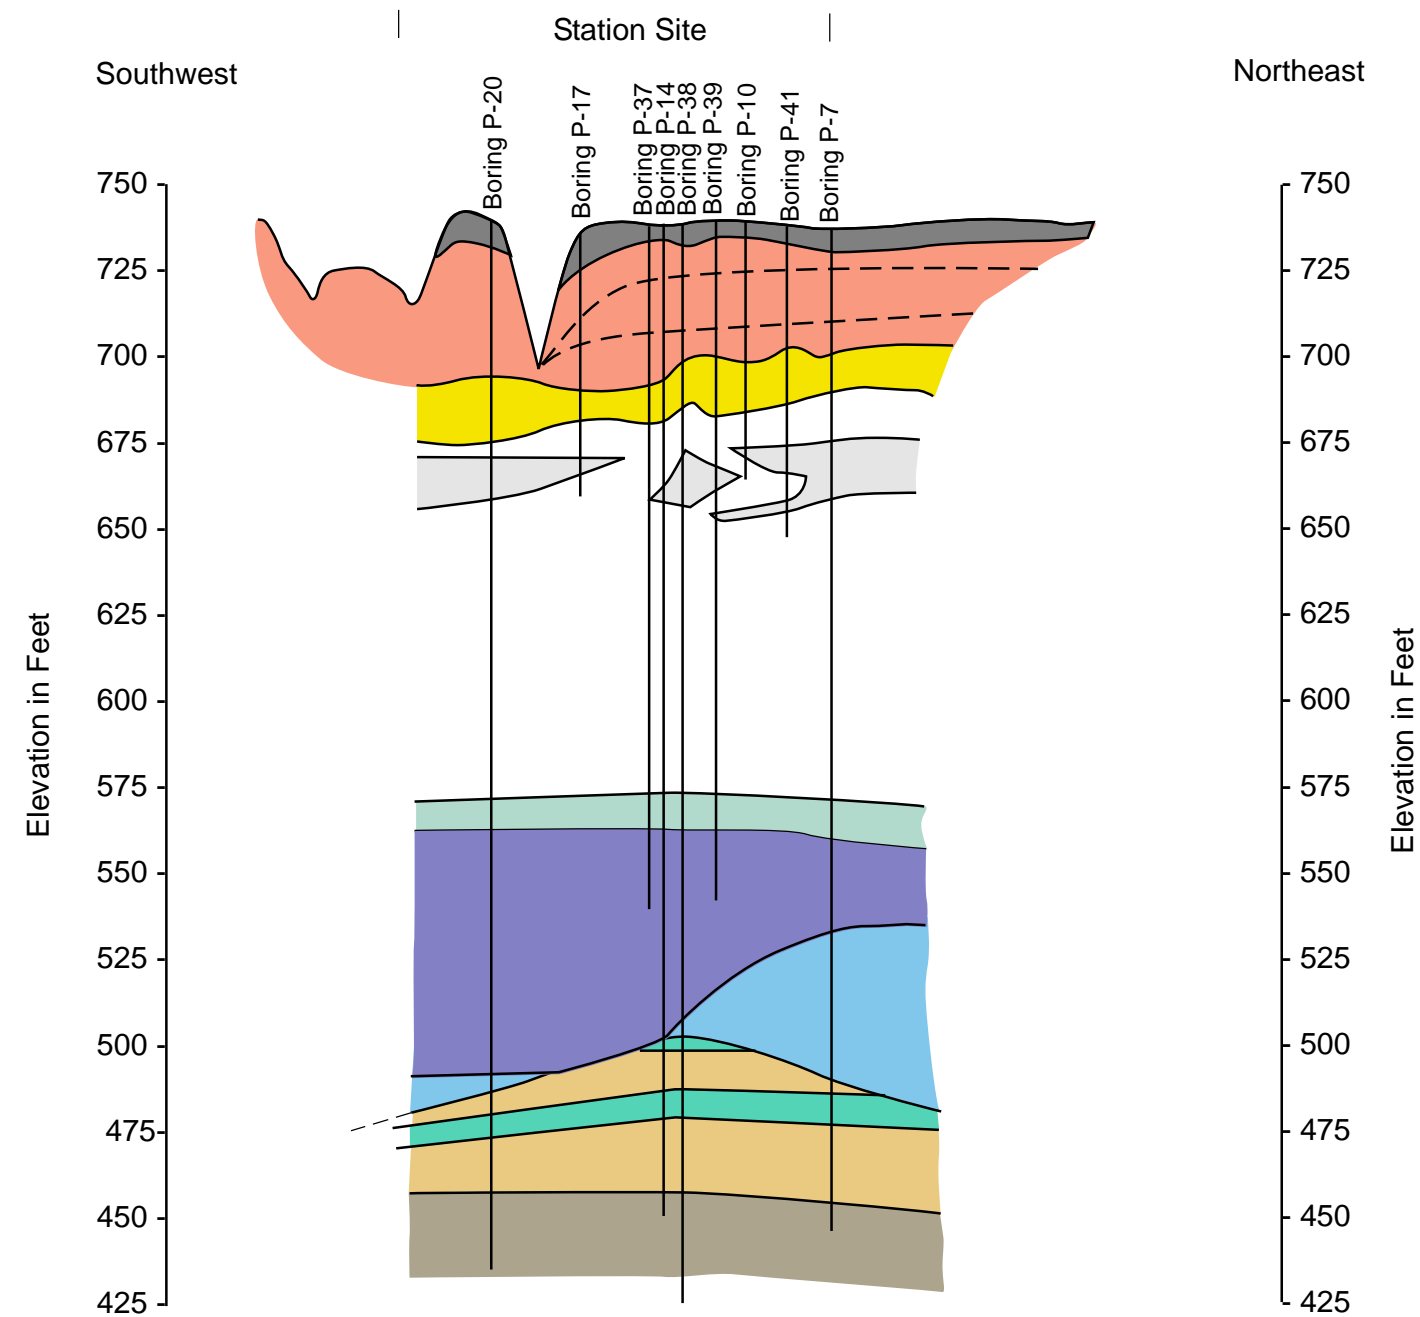 Station Site
Southwest
Northeast
Boring P-20
Boring P-17
Boring P-37
Boring P-14
Boring P-38
Boring P-39
Boring P-10
Boring P-41
Boring P-7
750
725
700
675
650
625
600
575
550
525
500
475
450
425
Elevation in Feet
750
725
700
675
650
625
600
575
550
525
500
475
450
425
Elevation in Feet